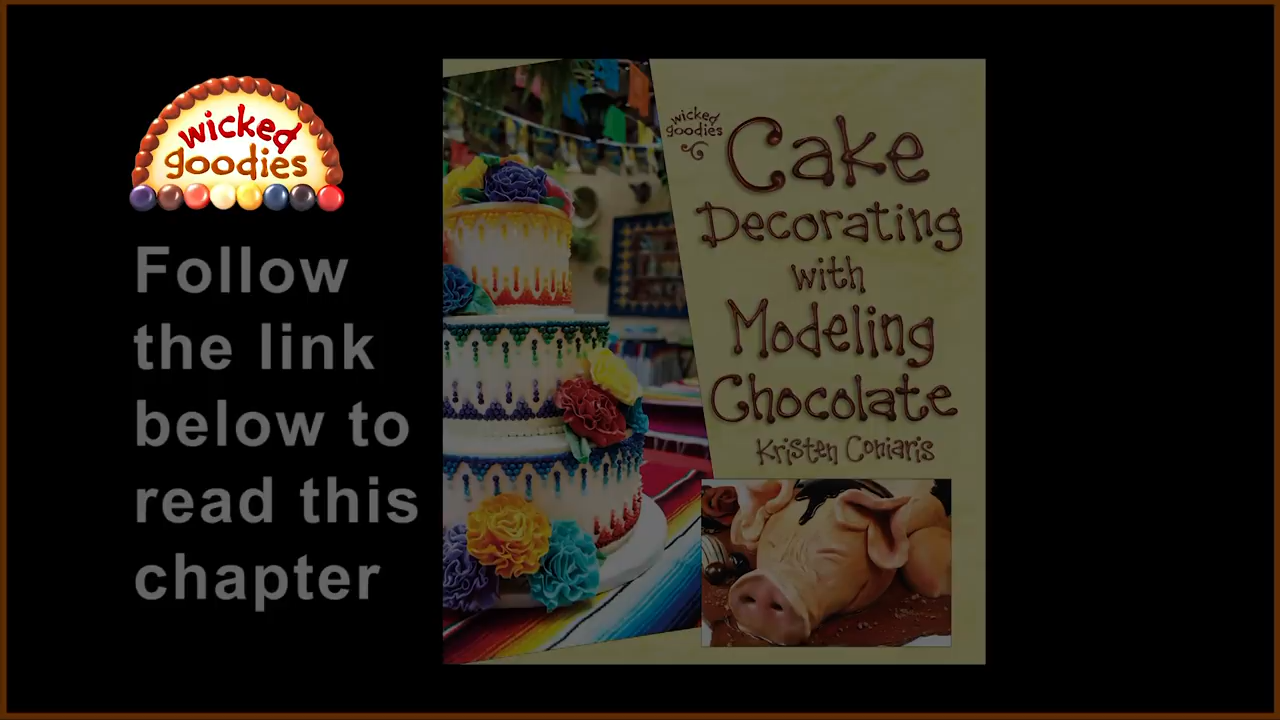 wicked
goodies
Follow
the link
below to
read this
chapter
wicked
goodies
Cake
Decorating
with
Modeling
Chocolate
Kristen Coniaris